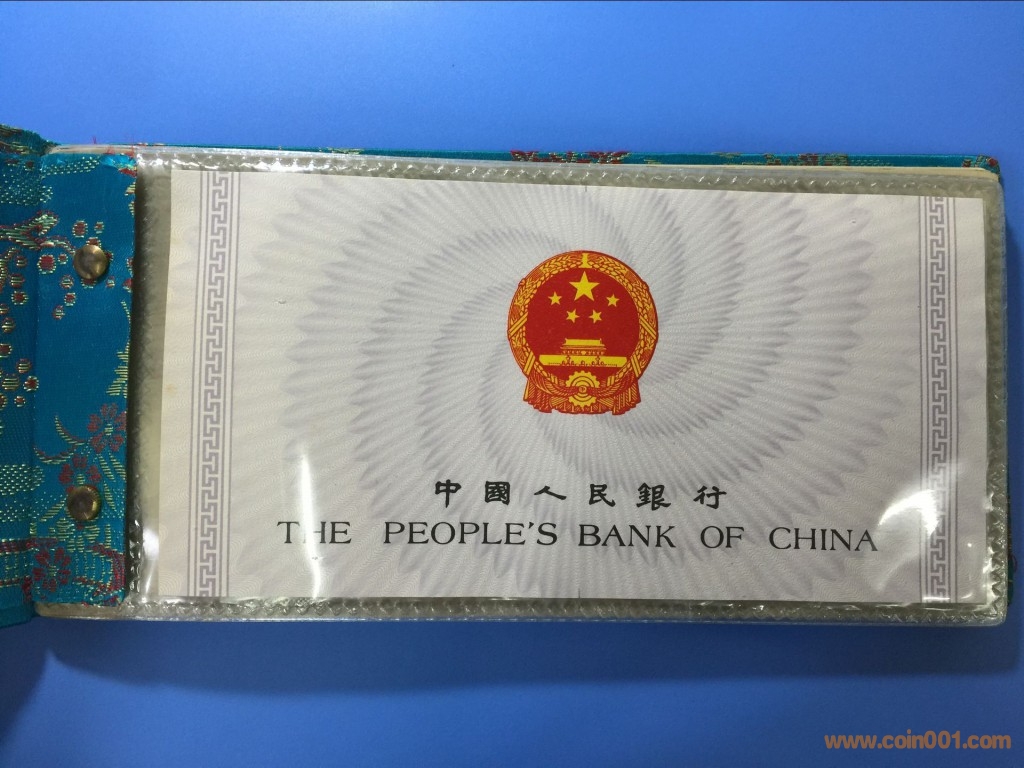 中國人民銀行
THE PEOPLE'S BANK OF CHINA
www.coin001.com